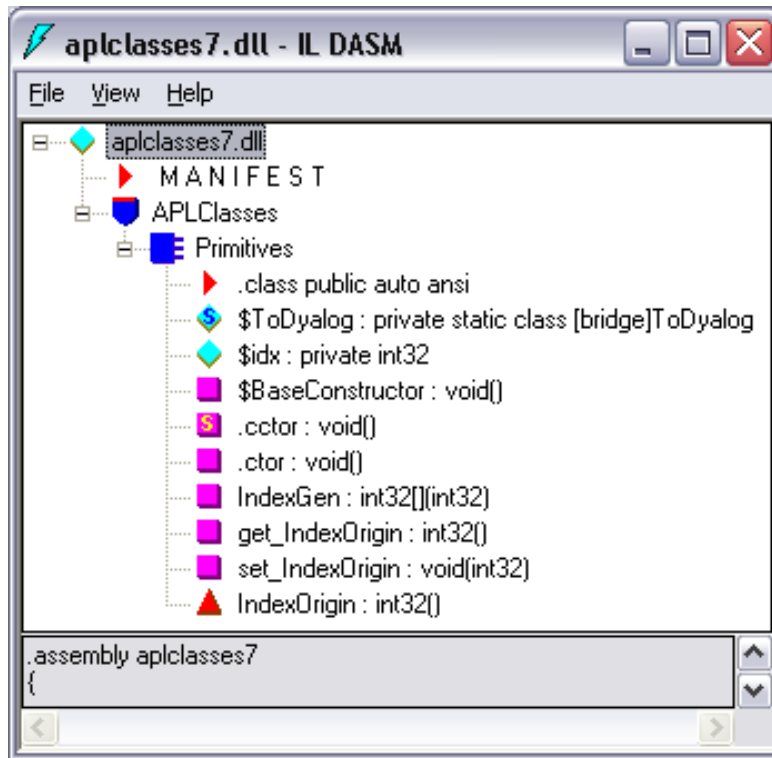 aplclasses7.dll - IL DASM
File View Help
aplclasses7.dll
M A N I F E S T
APLClasses
Primitives
.class public auto ansi
$ToDyalog : private static class [bridge]ToDyalog
$idx : private int32
$BaseConstructor : void()
.cctor : void()
.ctor : void()
IndexGen : int32[](int32)
get_IndexOrigin : int32()
set_IndexOrigin : void(int32)
IndexOrigin : int32()
.assembly aplclasses7
{